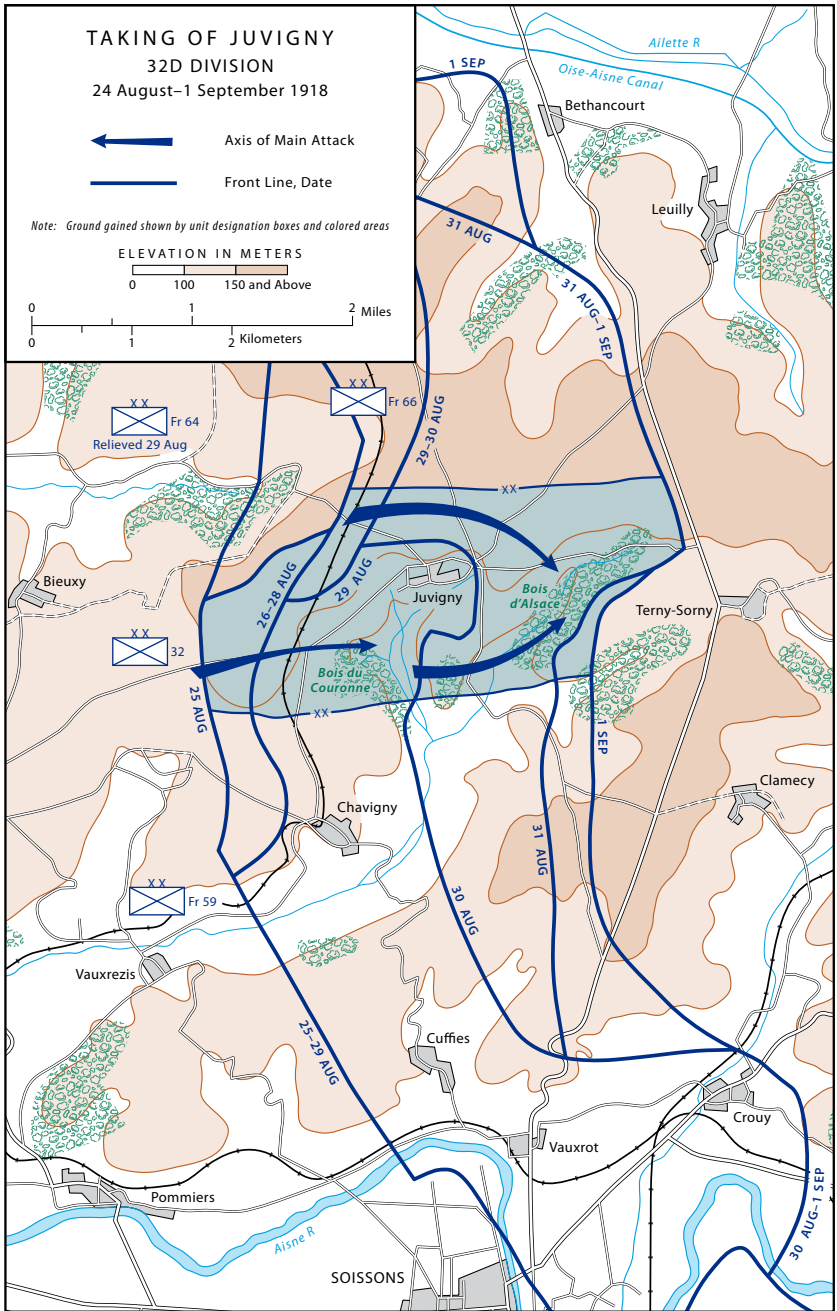 TAKING OF JUVIGNY
32D DIVISION
24 August–1 September 1918
Axis of Main Attack
Front Line, Date
Note: Ground gained shown by unit designation boxes and colored areas
ELEVATION IN METERS
0 100 150 and Above
0 1 2 Miles
0 1 2 Kilometers
1 SEP
Ailette R
Oise-Aisne Canal
Bethancourt
Leuilly
31 AUG
31 AUG–1 SEP
XX
Fr 66
XX
Fr 64
Relieved 29 Aug
29–30 AUG
XX
Bieuxy
26–28 AUG
29 AUG
Juvigny
Bois
d'Alsace
Terny-Sorny
XX
32
Bois du
Couronne
25 AUG
XX
1 SEP
Clamecy
Chavigny
31 AUG
30 AUG
XX
Fr 59
Vauxrezis
25–29 AUG
Cuffies
Crouy
Vauxrot
Pommiers
30 AUG–1 SEP
Aisne R
SOISSONS